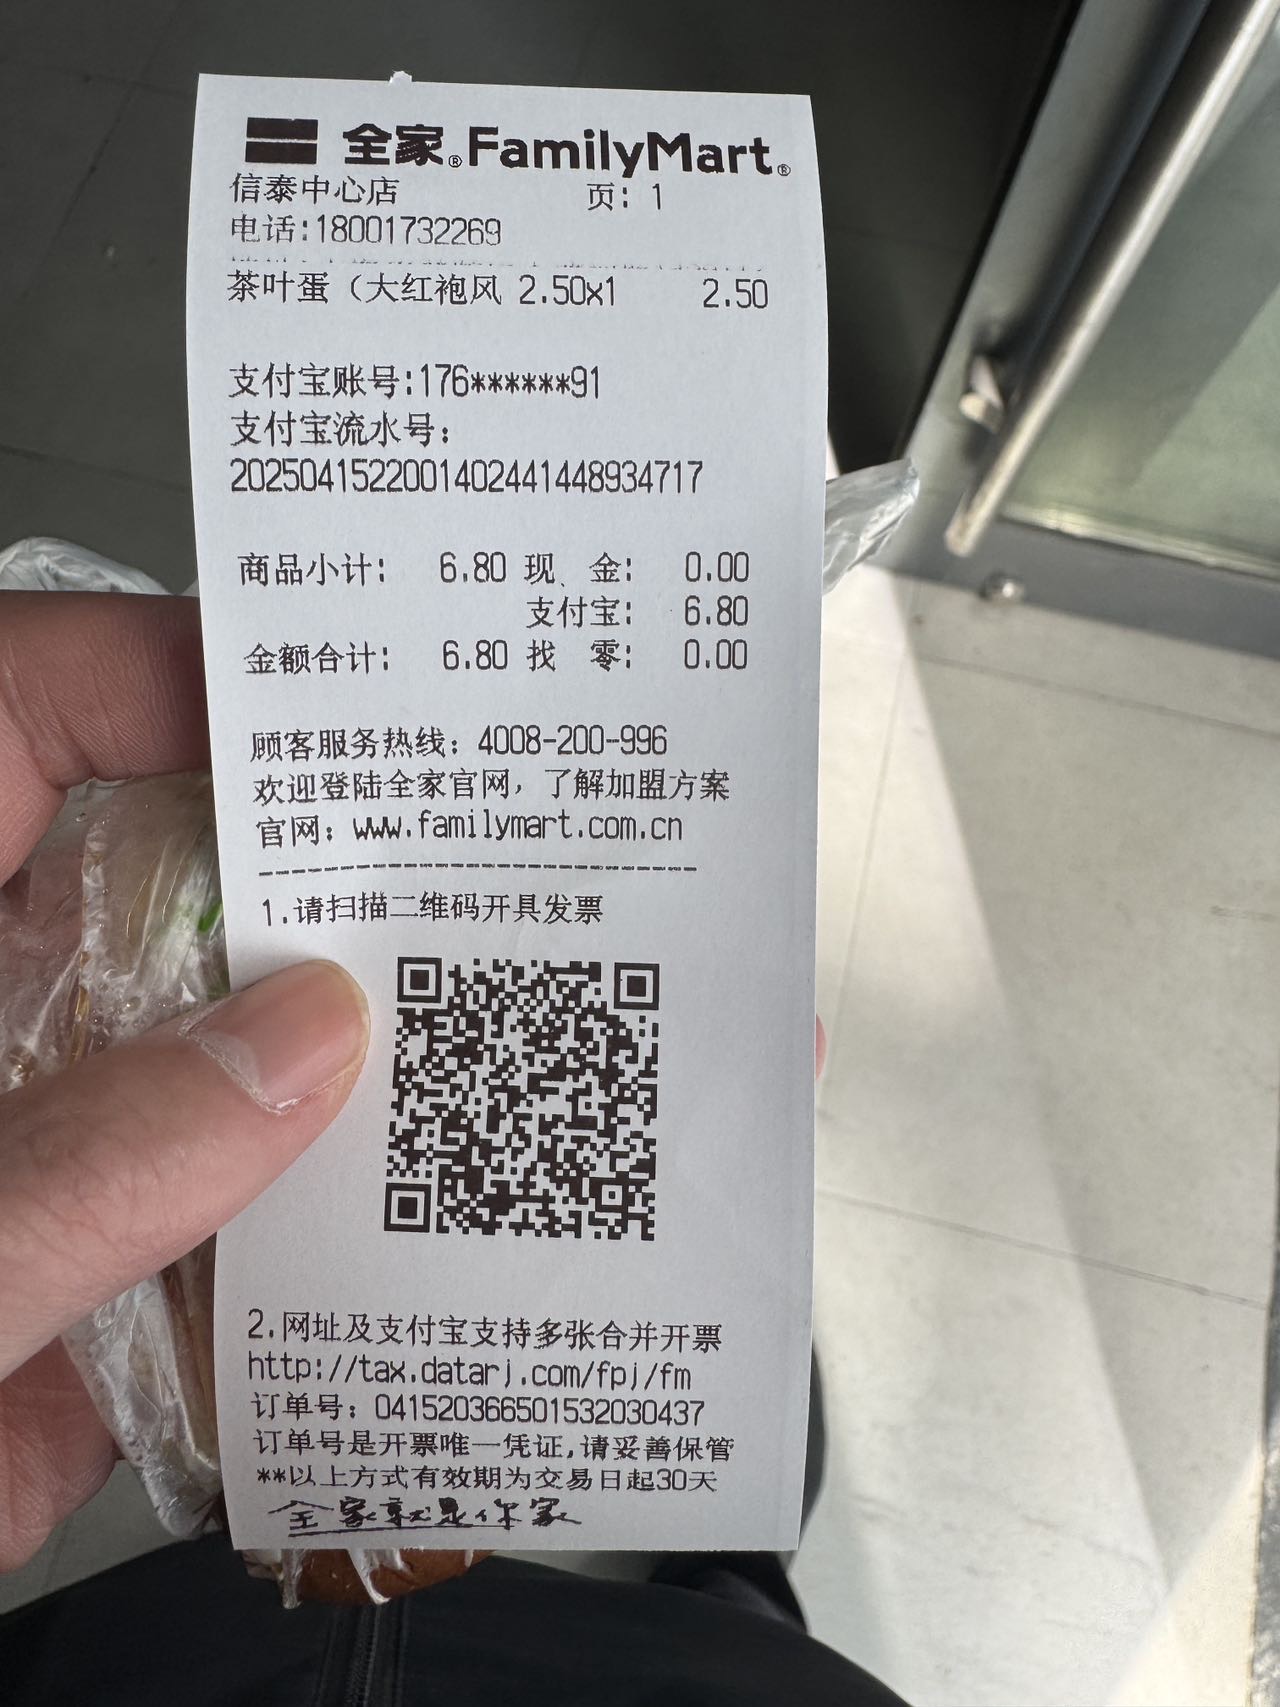 全家® FamilyMart®
信泰中心店 页: 1
电话:18001732269
茶叶蛋（大红袍风 2.50x1 2.50
支付宝账号:176******91
支付宝流水号:
2025041522001402441448934717
商品小计: 6.80 现 金: 0.00
支付宝: 6.80
金额合计: 6.80 找 零: 0.00
顾客服务热线: 4008-200-996
欢迎登陆全家官网, 了解加盟方案
官网: www.familymart.com.cn
1.请扫描二维码开具发票
2.网址及支付宝支持多张合并开票
http://tax.datarj.com/fpj/fm
订单号: 041520366501532030437
订单号是开票唯一凭证,请妥善保管
**以上方式有效期为交易日起30天
全家就是你家